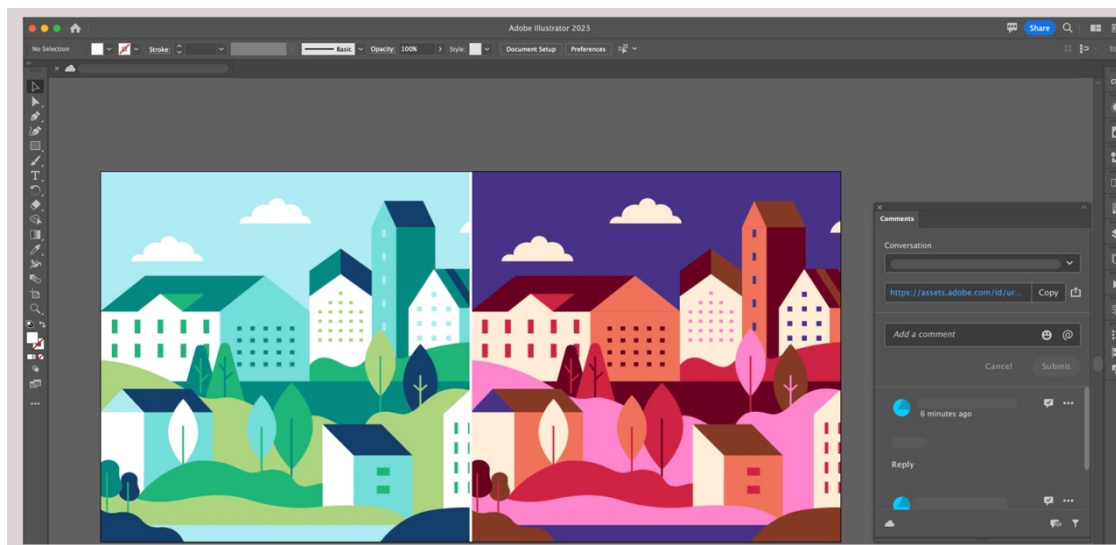 Adobe Illustrator 2023
Share
No Selection
Stroke:
Basic
Opacity: 100%
Style:
Document Setup
Preferences
Comments
Conversation
https://assets.adobe.com/id/ur...
Copy
Add a comment
Cancel
Submit
6 minutes ago
Reply